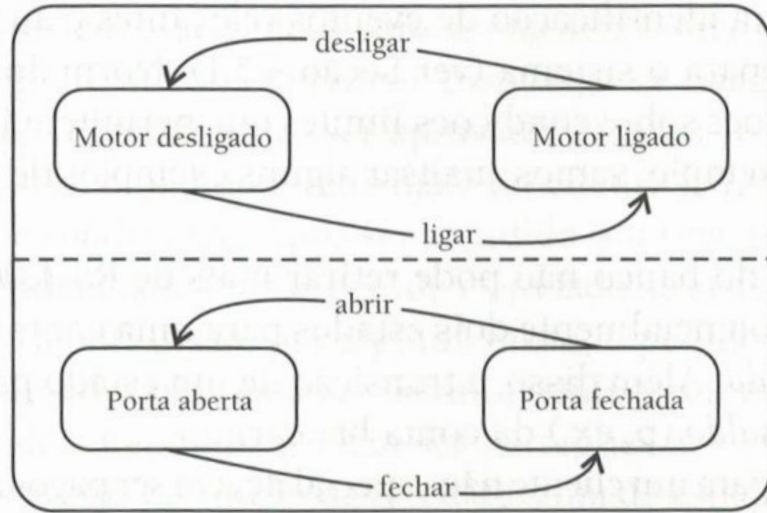 desligar
Motor desligado
Motor ligado
ligar
abrir
Porta aberta
Porta fechada
fechar